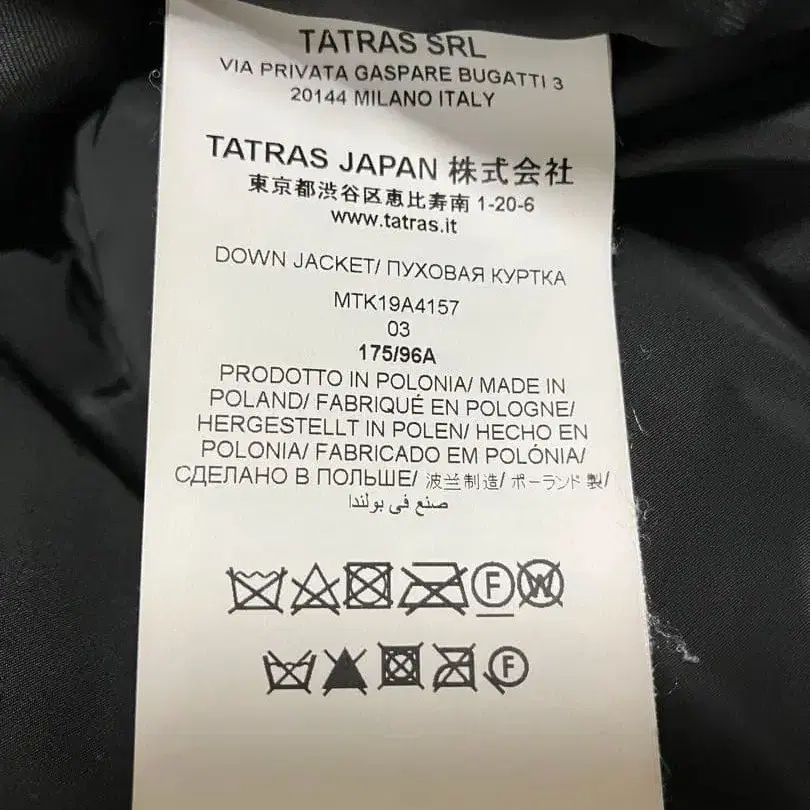 TATRAS SRL
VIA PRIVATA GASPARE BUGATTI 3
20144 MILANO ITALY
TATRAS JAPAN 株式会社
東京都渋谷区恵比寿南 1-20-6
www.tatras.it
DOWN JACKET/ ПУХОВАЯ КУРТКА
MTK19A4157
03
175/96A
PRODOTTO IN POLONIA/ MADE IN
POLAND/ FABRIQUÉ EN POLOGNE/
HERGESTELLT IN POLEN/ HECHO EN
POLONIA/ FABRICADO EM POLÓNIA/
СДЕЛАНО В ПОЛЬШЕ/ 波兰制造/ ポーランド製/
صنع في بولندا
F W
F